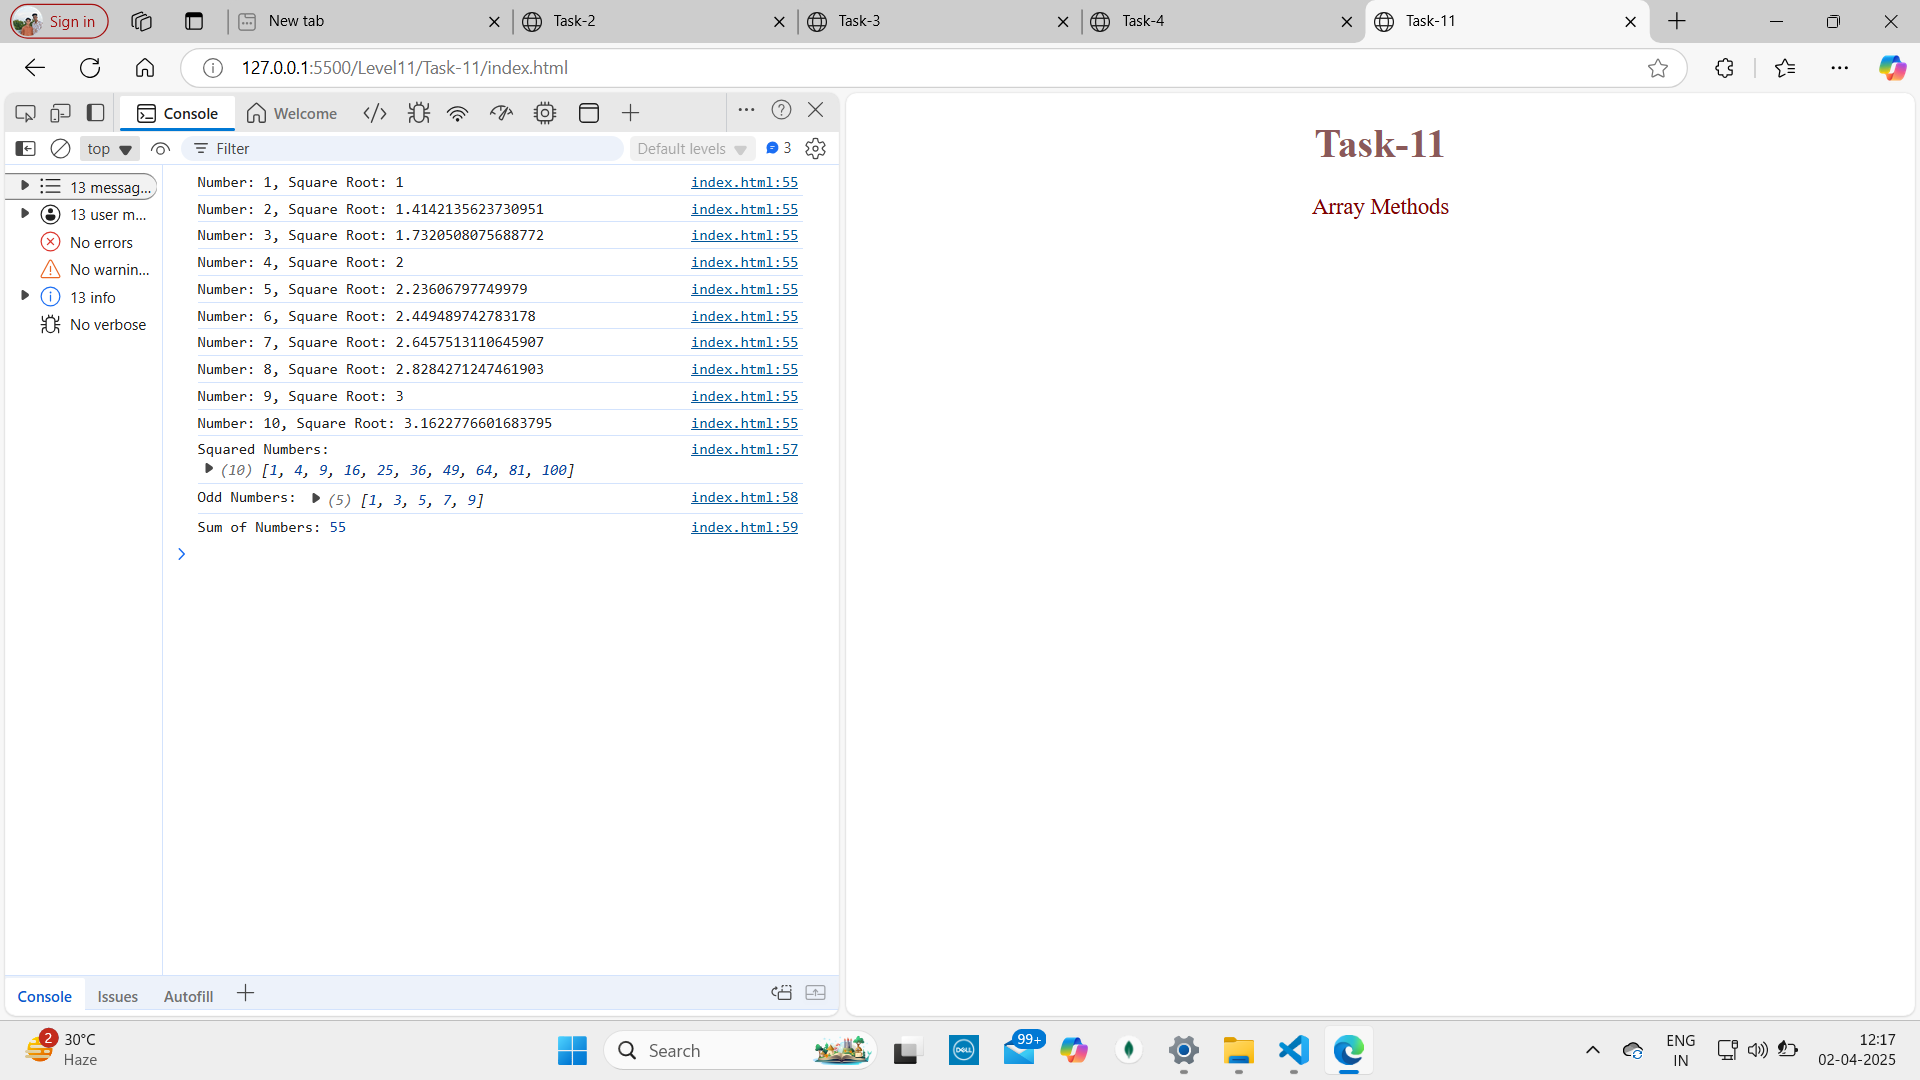 Sign in
New tab
Task-2
Task-3
Task-4
Task-11
127.0.0.1:5500/Level11/Task-11/index.html
Console
Welcome
top
Filter
Default levels
3
13 messag...
13 user m...
No errors
No warnin...
13 info
No verbose
Number: 1, Square Root: 1 index.html:55
Number: 2, Square Root: 1.4142135623730951 index.html:55
Number: 3, Square Root: 1.7320508075688772 index.html:55
Number: 4, Square Root: 2 index.html:55
Number: 5, Square Root: 2.23606797749979 index.html:55
Number: 6, Square Root: 2.449489742783178 index.html:55
Number: 7, Square Root: 2.6457513110645907 index.html:55
Number: 8, Square Root: 2.8284271247461903 index.html:55
Number: 9, Square Root: 3 index.html:55
Number: 10, Square Root: 3.1622776601683795 index.html:55
Squared Numbers: index.html:57
(10) [1, 4, 9, 16, 25, 36, 49, 64, 81, 100]
Odd Numbers: (5) [1, 3, 5, 7, 9] index.html:58
Sum of Numbers: 55 index.html:59
Task-11
Array Methods
Console
Issues
Autofill
2
30°C
Haze
Search
DELL
99+
ENG
IN
12:17
02-04-2025